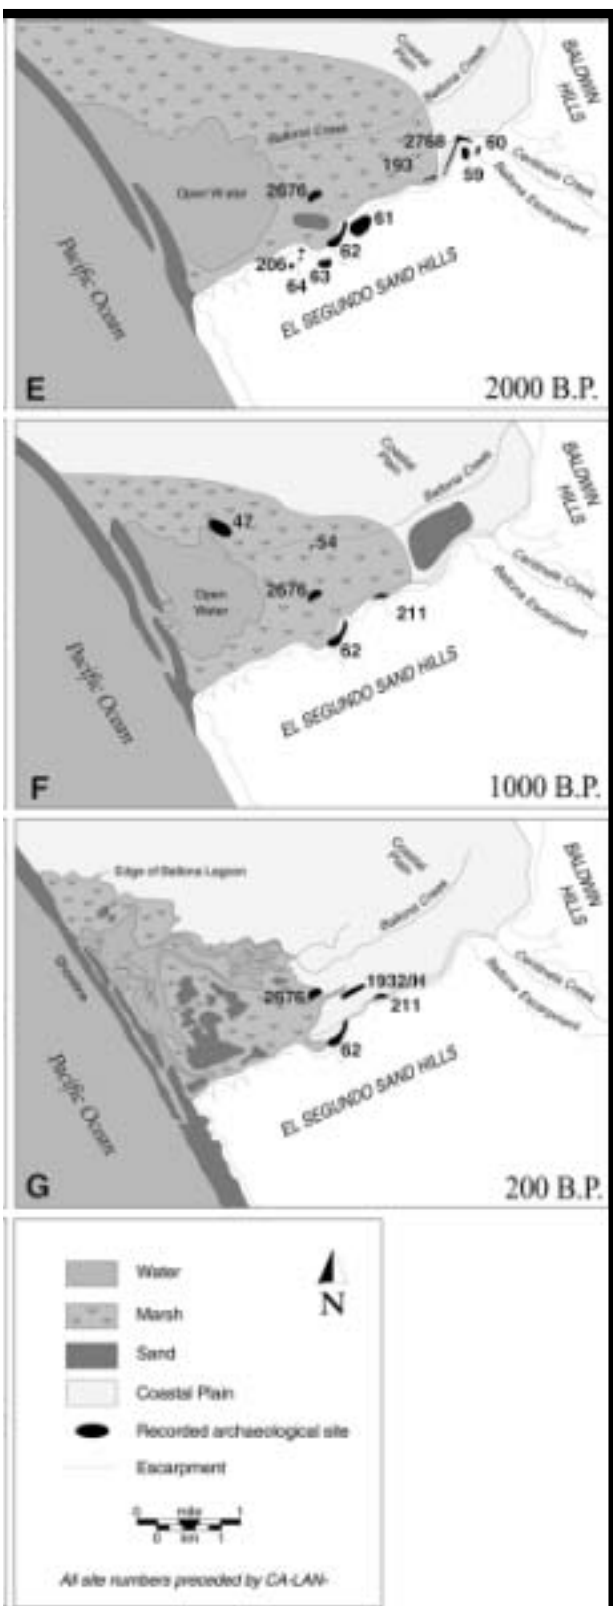 Coastal Plain
Ballona Creek
BALDWIN HILLS
Ballona Creek
2768
60
193
Centinela Creek
59
Ballona Escarpment
Open Water
2676
61
62
206
64
63
EL SEGUNDO SAND HILLS
Pacific Ocean
E
2000 B.P.
Coastal Plain
Ballona Creek
BALDWIN HILLS
47
54
Centinela Creek
Ballona Escarpment
Open Water
2676
211
62
EL SEGUNDO SAND HILLS
Pacific Ocean
F
1000 B.P.
Coastal Plain
Edge of Ballona Lagoon
Ballona Creek
BALDWIN HILLS
Centinela Creek
Ballona Escarpment
Shoreline
2676
1932/H
211
62
EL SEGUNDO SAND HILLS
Pacific Ocean
G
200 B.P.
Water
Marsh
Sand
Coastal Plain
Recorded archaeological site
Escarpment
N
0 mile 1
0 km 1
All site numbers preceded by CA-LAN-